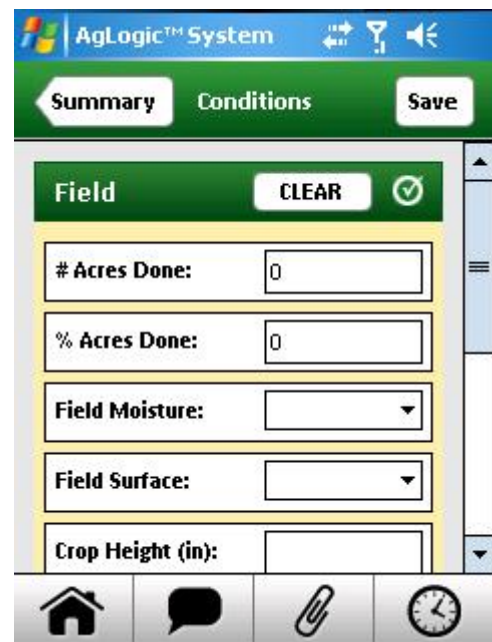 AgLogic™ System
Summary Conditions Save
Field CLEAR
# Acres Done: 0
% Acres Done: 0
Field Moisture:
Field Surface:
Crop Height (in):